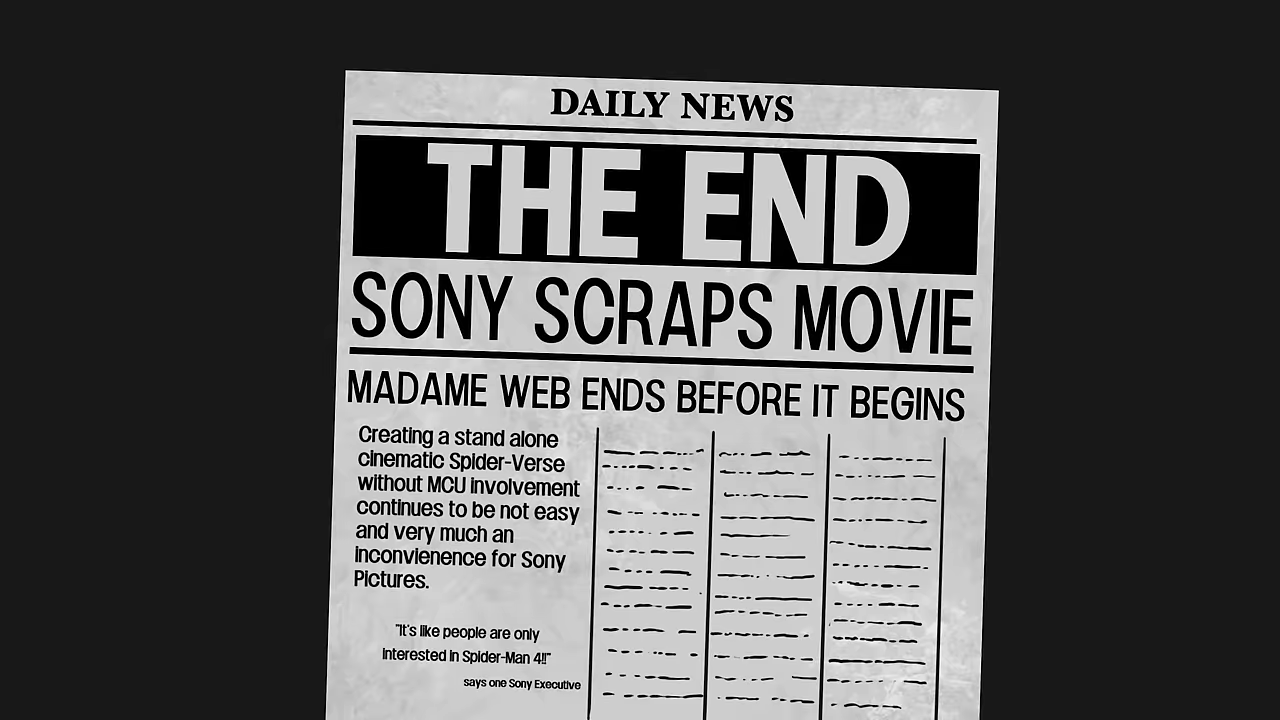 DAILY NEWS
THE END
SONY SCRAPS MOVIE
MADAME WEB ENDS BEFORE IT BEGINS
Creating a stand alone
cinematic Spider-Verse
without MCU involvement
continues to be not easy
and very much an
inconvienence for Sony
Pictures.
"It's like people are only
interested in Spider-Man 4!!"
says one Sony Executive